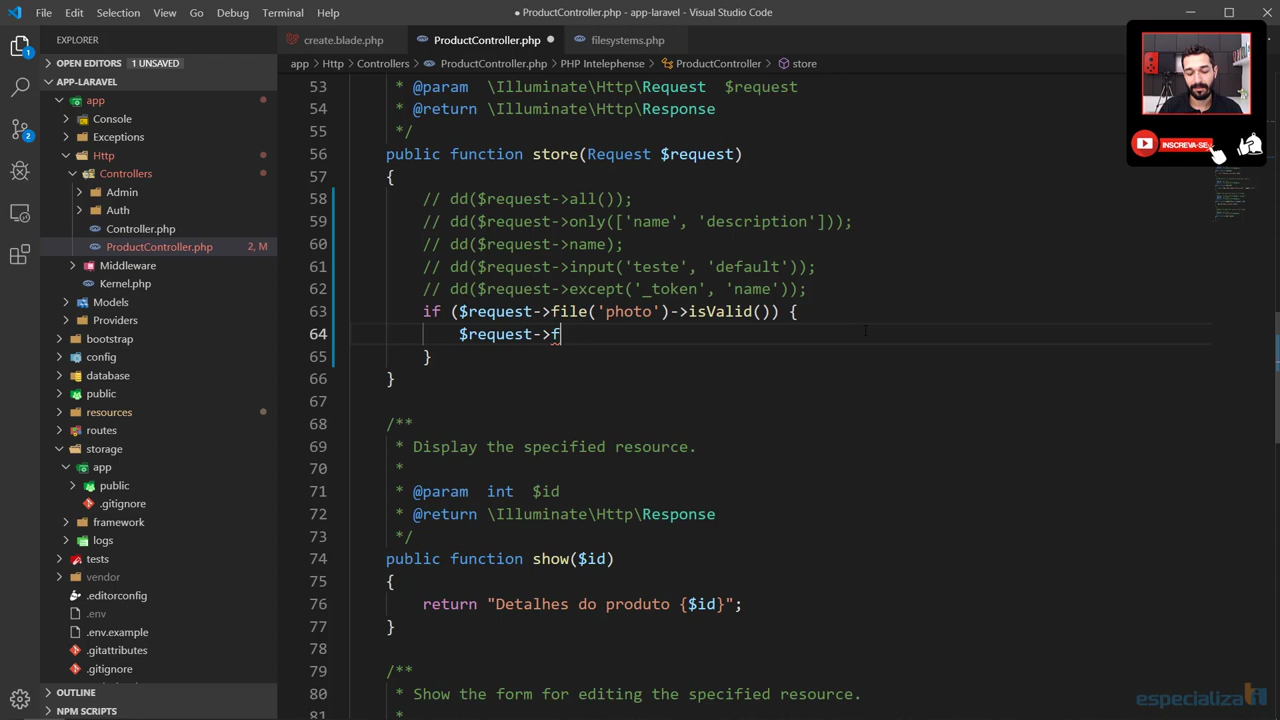 File Edit Selection View Go Debug Terminal Help
● ProductController.php - app-laravel - Visual Studio Code
EXPLORER
create.blade.php ProductController.php ● filesystems.php
OPEN EDITORS 1 UNSAVED
app > Http > Controllers > ProductController.php > PHP Intelephense > ProductController > store
APP-LARAVEL
app
Console
Exceptions
Http
Controllers
Admin
Auth
Controller.php
ProductController.php 2, M
Middleware
Kernel.php
Models
Providers
bootstrap
config
database
public
resources
routes
storage
app
public
.gitignore
framework
logs
tests
vendor
.editorconfig
.env
.env.example
.gitattributes
.gitignore
OUTLINE
NPM SCRIPTS
1
2
53 * @param \Illuminate\Http\Request $request
54 * @return \Illuminate\Http\Response
55 */
56 public function store(Request $request)
57 {
58 // dd($request->all());
59 // dd($request->only(['name', 'description']));
60 // dd($request->name);
61 // dd($request->input('teste', 'default'));
62 // dd($request->except('_token', 'name'));
63 if ($request->file('photo')->isValid()) {
64 $request->f
65 }
66 }
67
68 /**
69 * Display the specified resource.
70 *
71 * @param int $id
72 * @return \Illuminate\Http\Response
73 */
74 public function show($id)
75 {
76 return "Detalhes do produto {$id}";
77 }
78
79 /**
80 * Show the form for editing the specified resource.
81 *
INSCREVA-SE
especializati